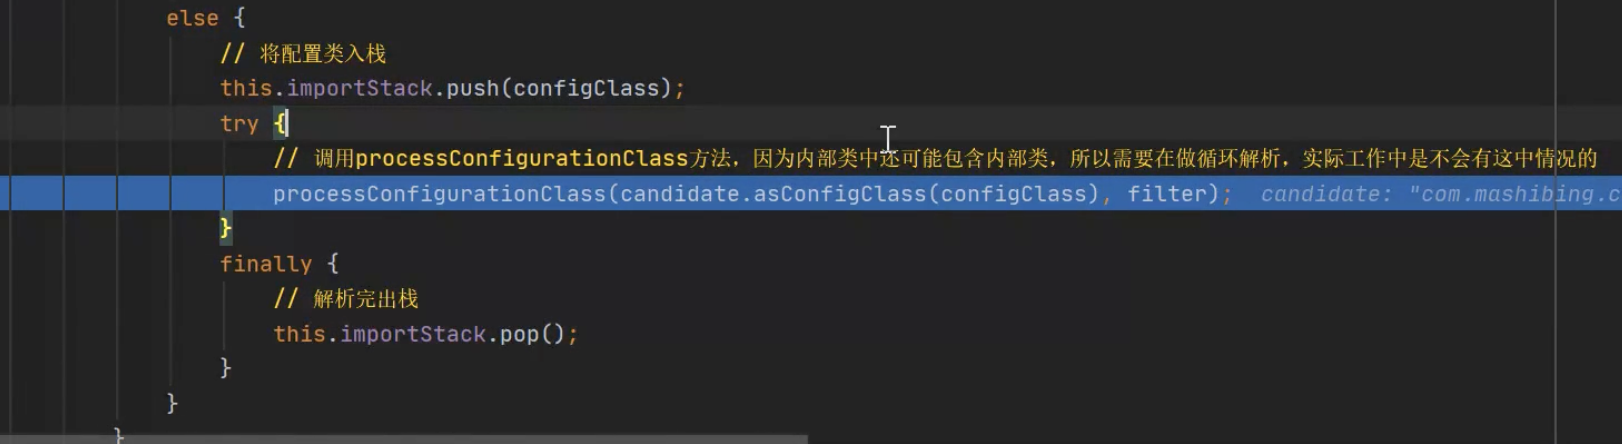 else {
// 将配置类入栈
this.importStack.push(configClass);
try {
// 调用processConfigurationClass方法，因为内部类中还可能包含内部类，所以需要在做循环解析，实际工作中是不会有这中情况的
processConfigurationClass(candidate.asConfigClass(configClass), filter); candidate: "com.mashibing.c
}
finally {
// 解析完出栈
this.importStack.pop();
}
}
}